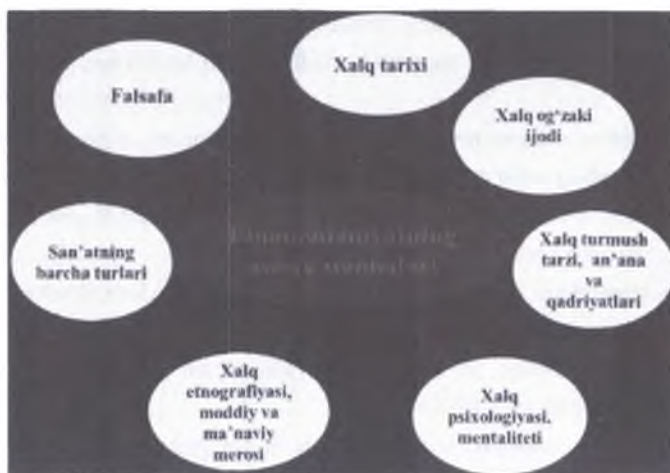 Xalq tarixi
Falsafa
Xalq og‘zaki
ijodi
San’atning
barcha turlari
Xalq turmush
tarzi, an’ana
va
qadriyatlari
Xalq
etnografiyasi,
moddiy va
ma’naviy
merosi
Xalq
psixologiyasi,
mentaliteti